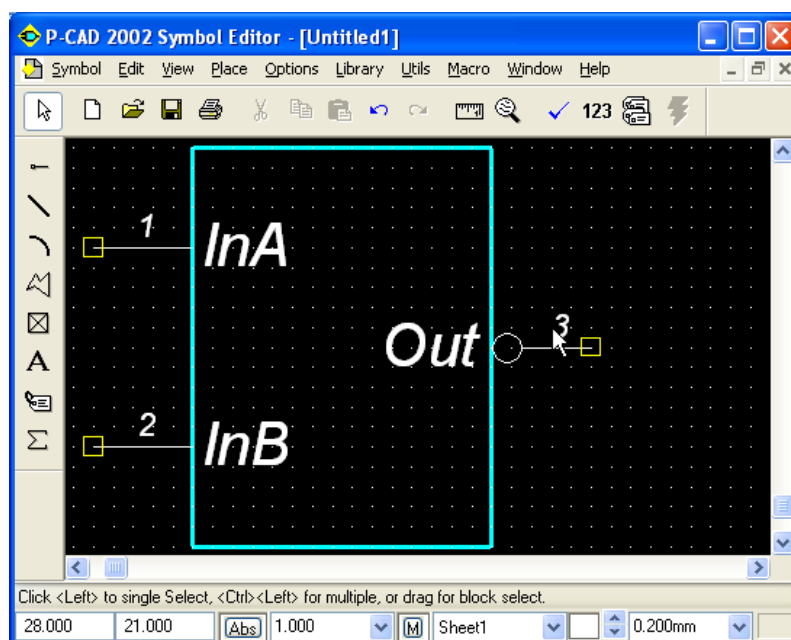 P-CAD 2002 Symbol Editor - [Untitled1]
Symbol Edit View Place Options Library Utils Macro Window Help
123
A
Σ
1
InA
3
Out
2
InB
Click <Left> to single Select, <Ctrl><Left> for multiple, or drag for block select.
28.000 21.000 Abs 1.000 M Sheet1 0.200mm